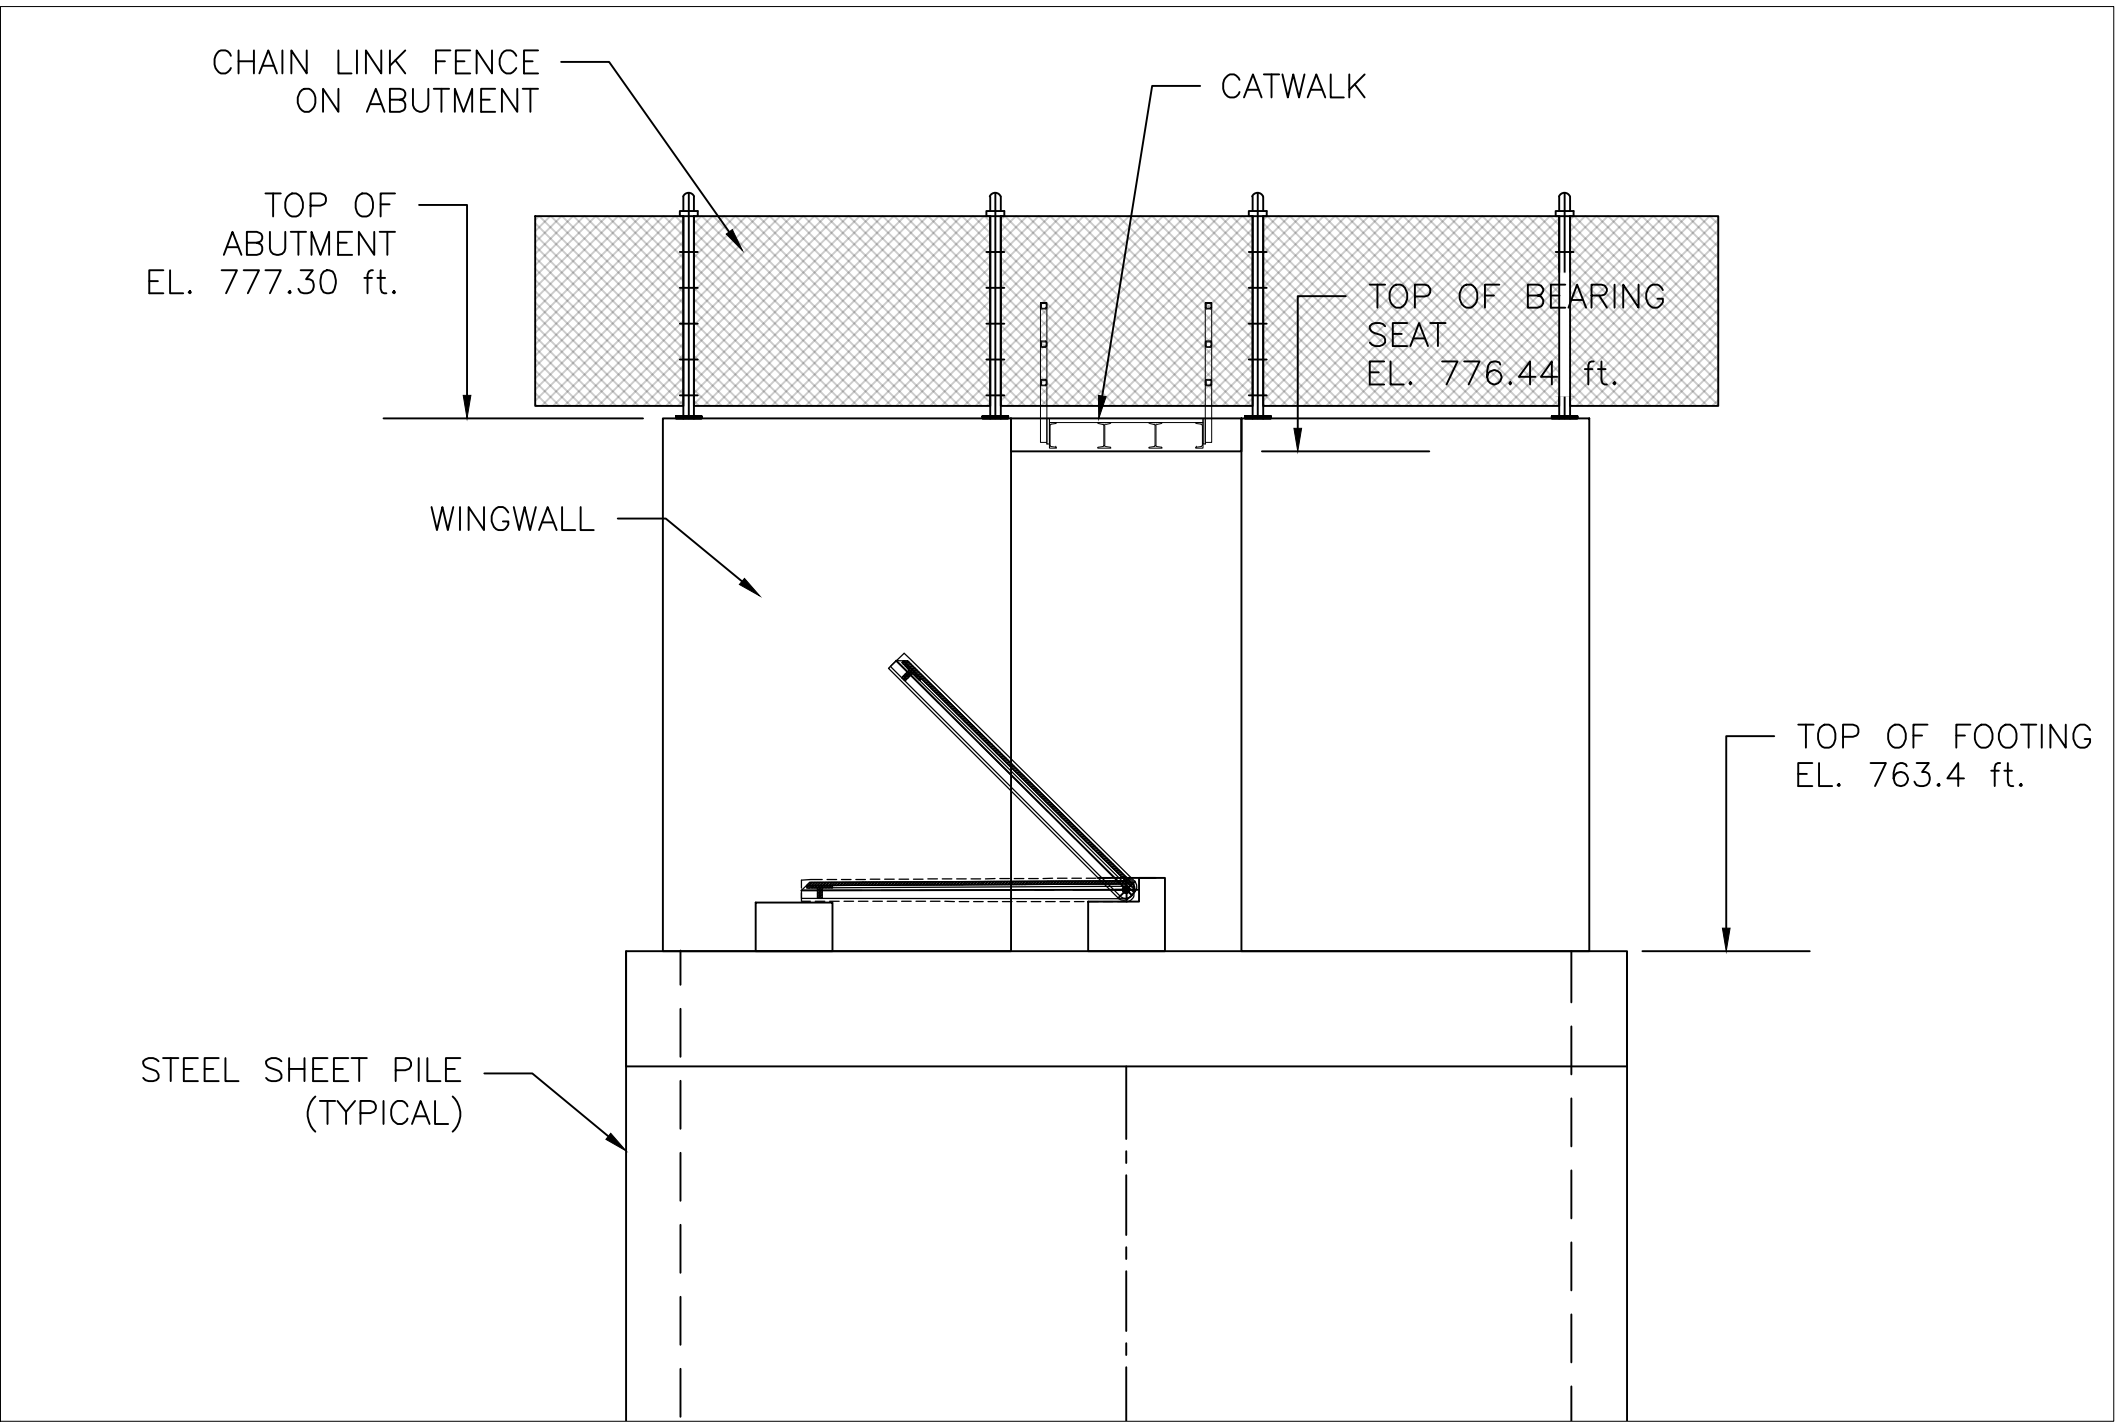 CHAIN LINK FENCE
ON ABUTMENT
CATWALK
TOP OF
ABUTMENT
EL. 777.30 ft.
TOP OF BEARING
SEAT
EL. 776.44 ft.
WINGWALL
TOP OF FOOTING
EL. 763.4 ft.
STEEL SHEET PILE
(TYPICAL)